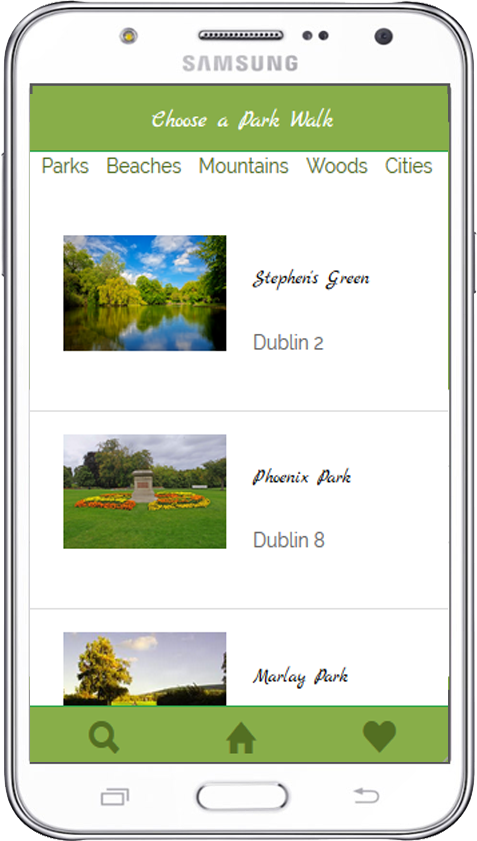 SAMSUNG
Choose a Park Walk
Parks Beaches Mountains Woods Cities
Stephen's Green
Dublin 2
Phoenix Park
Dublin 8
Marlay Park